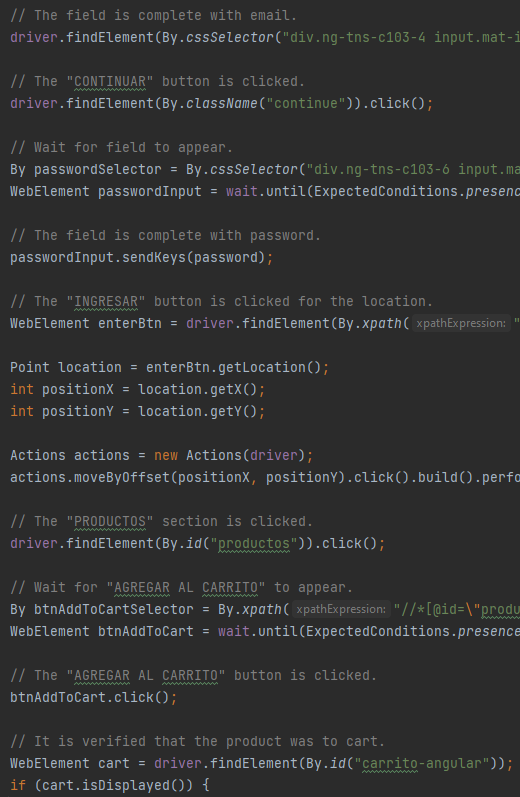 // The field is complete with email.
driver.findElement(By.cssSelector("div.ng-tns-c103-4 input.mat-i
// The "CONTINUAR" button is clicked.
driver.findElement(By.className("continue")).click();
// Wait for field to appear.
By passwordSelector = By.cssSelector("div.ng-tns-c103-6 input.ma
WebElement passwordInput = wait.until(ExpectedConditions.presenc
// The field is complete with password.
passwordInput.sendKeys(password);
// The "INGRESAR" button is clicked for the location.
WebElement enterBtn = driver.findElement(By.xpath( xpathExpression: "
Point location = enterBtn.getLocation();
int positionX = location.getX();
int positionY = location.getY();
Actions actions = new Actions(driver);
actions.moveByOffset(positionX, positionY).click().build().perfo
// The "PRODUCTOS" section is clicked.
driver.findElement(By.id("productos")).click();
// Wait for "AGREGAR AL CARRITO" to appear.
By btnAddToCartSelector = By.xpath( xpathExpression: "//*[@id=\"produ
WebElement btnAddToCart = wait.until(ExpectedConditions.presence
// The "AGREGAR AL CARRITO" button is clicked.
btnAddToCart.click();
// It is verified that the product was to cart.
WebElement cart = driver.findElement(By.id("carrito-angular"));
if (cart.isDisplayed()) {